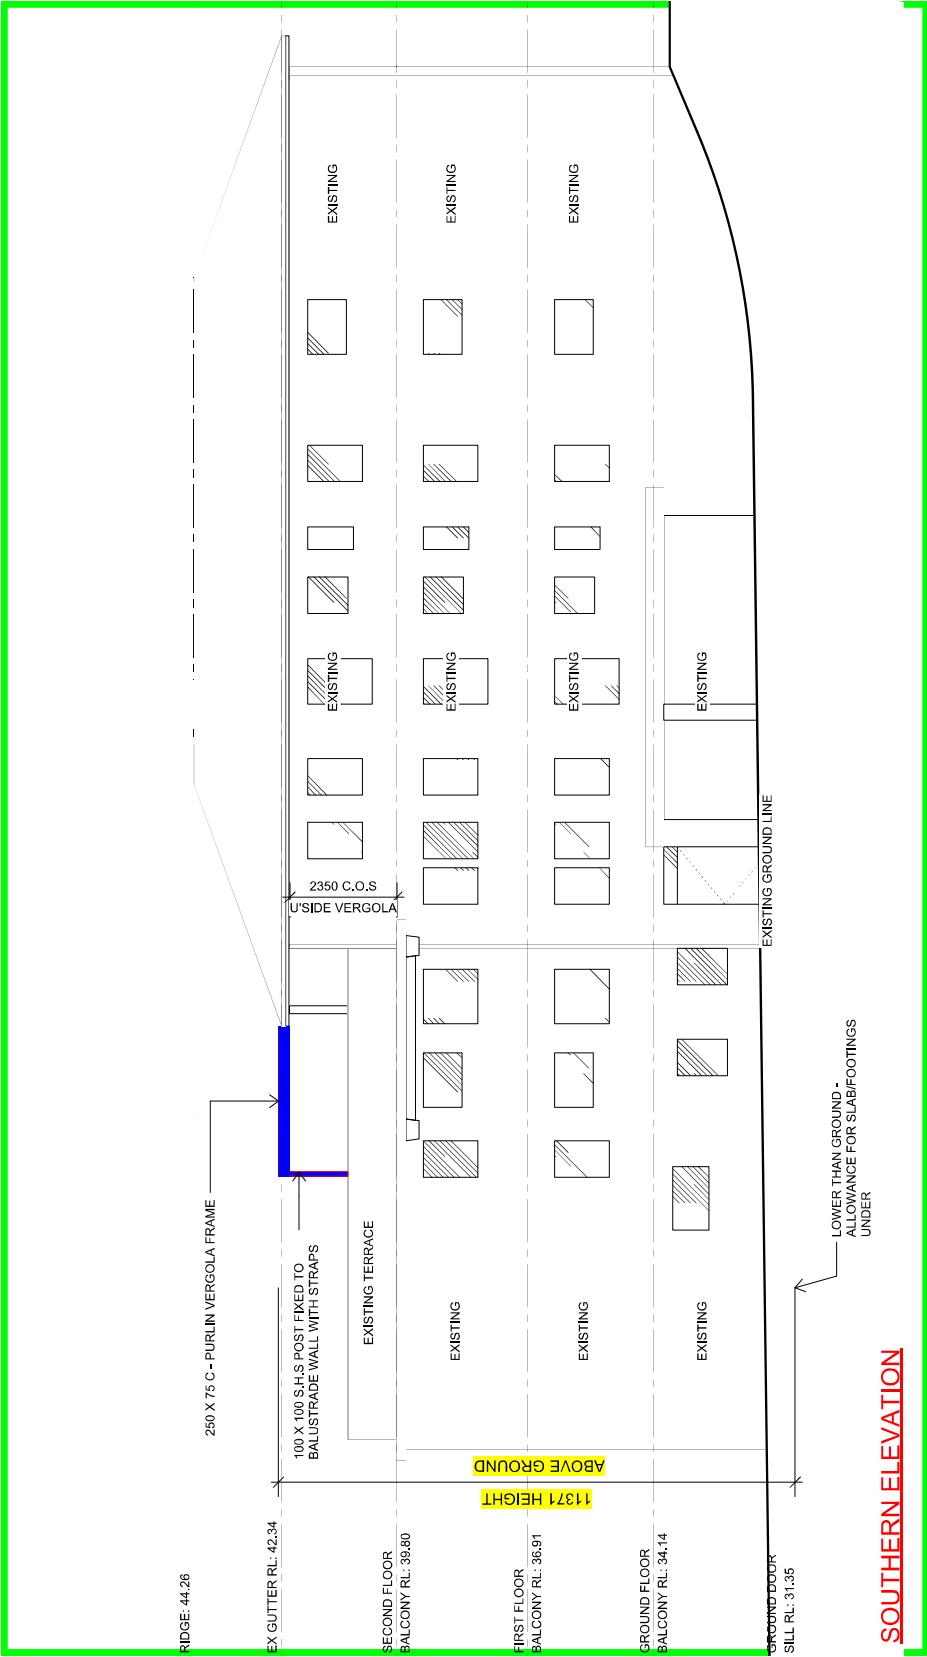 RIDGE: 44.26
EX GUTTER RL: 42.34
SECOND FLOOR
BALCONY RL: 39.80
FIRST FLOOR
BALCONY RL: 36.91
GROUND FLOOR
BALCONY RL: 34.14
GROUND DOOR
SILL RL: 31.35
11371 HEIGHT
ABOVE GROUND
250 X 75 C - PURLIN VERGOLA FRAME
100 X 100 S.H.S POST FIXED TO
BALUSTRADE WALL WITH STRAPS
EXISTING TERRACE
EXISTING
EXISTING
EXISTING
2350 C.O.S
U'SIDE VERGOLA
EXISTING
EXISTING
EXISTING
EXISTING
EXISTING
EXISTING
EXISTING
EXISTING GROUND LINE
LOWER THAN GROUND -
ALLOWANCE FOR SLAB/FOOTINGS
UNDER
SOUTHERN ELEVATION